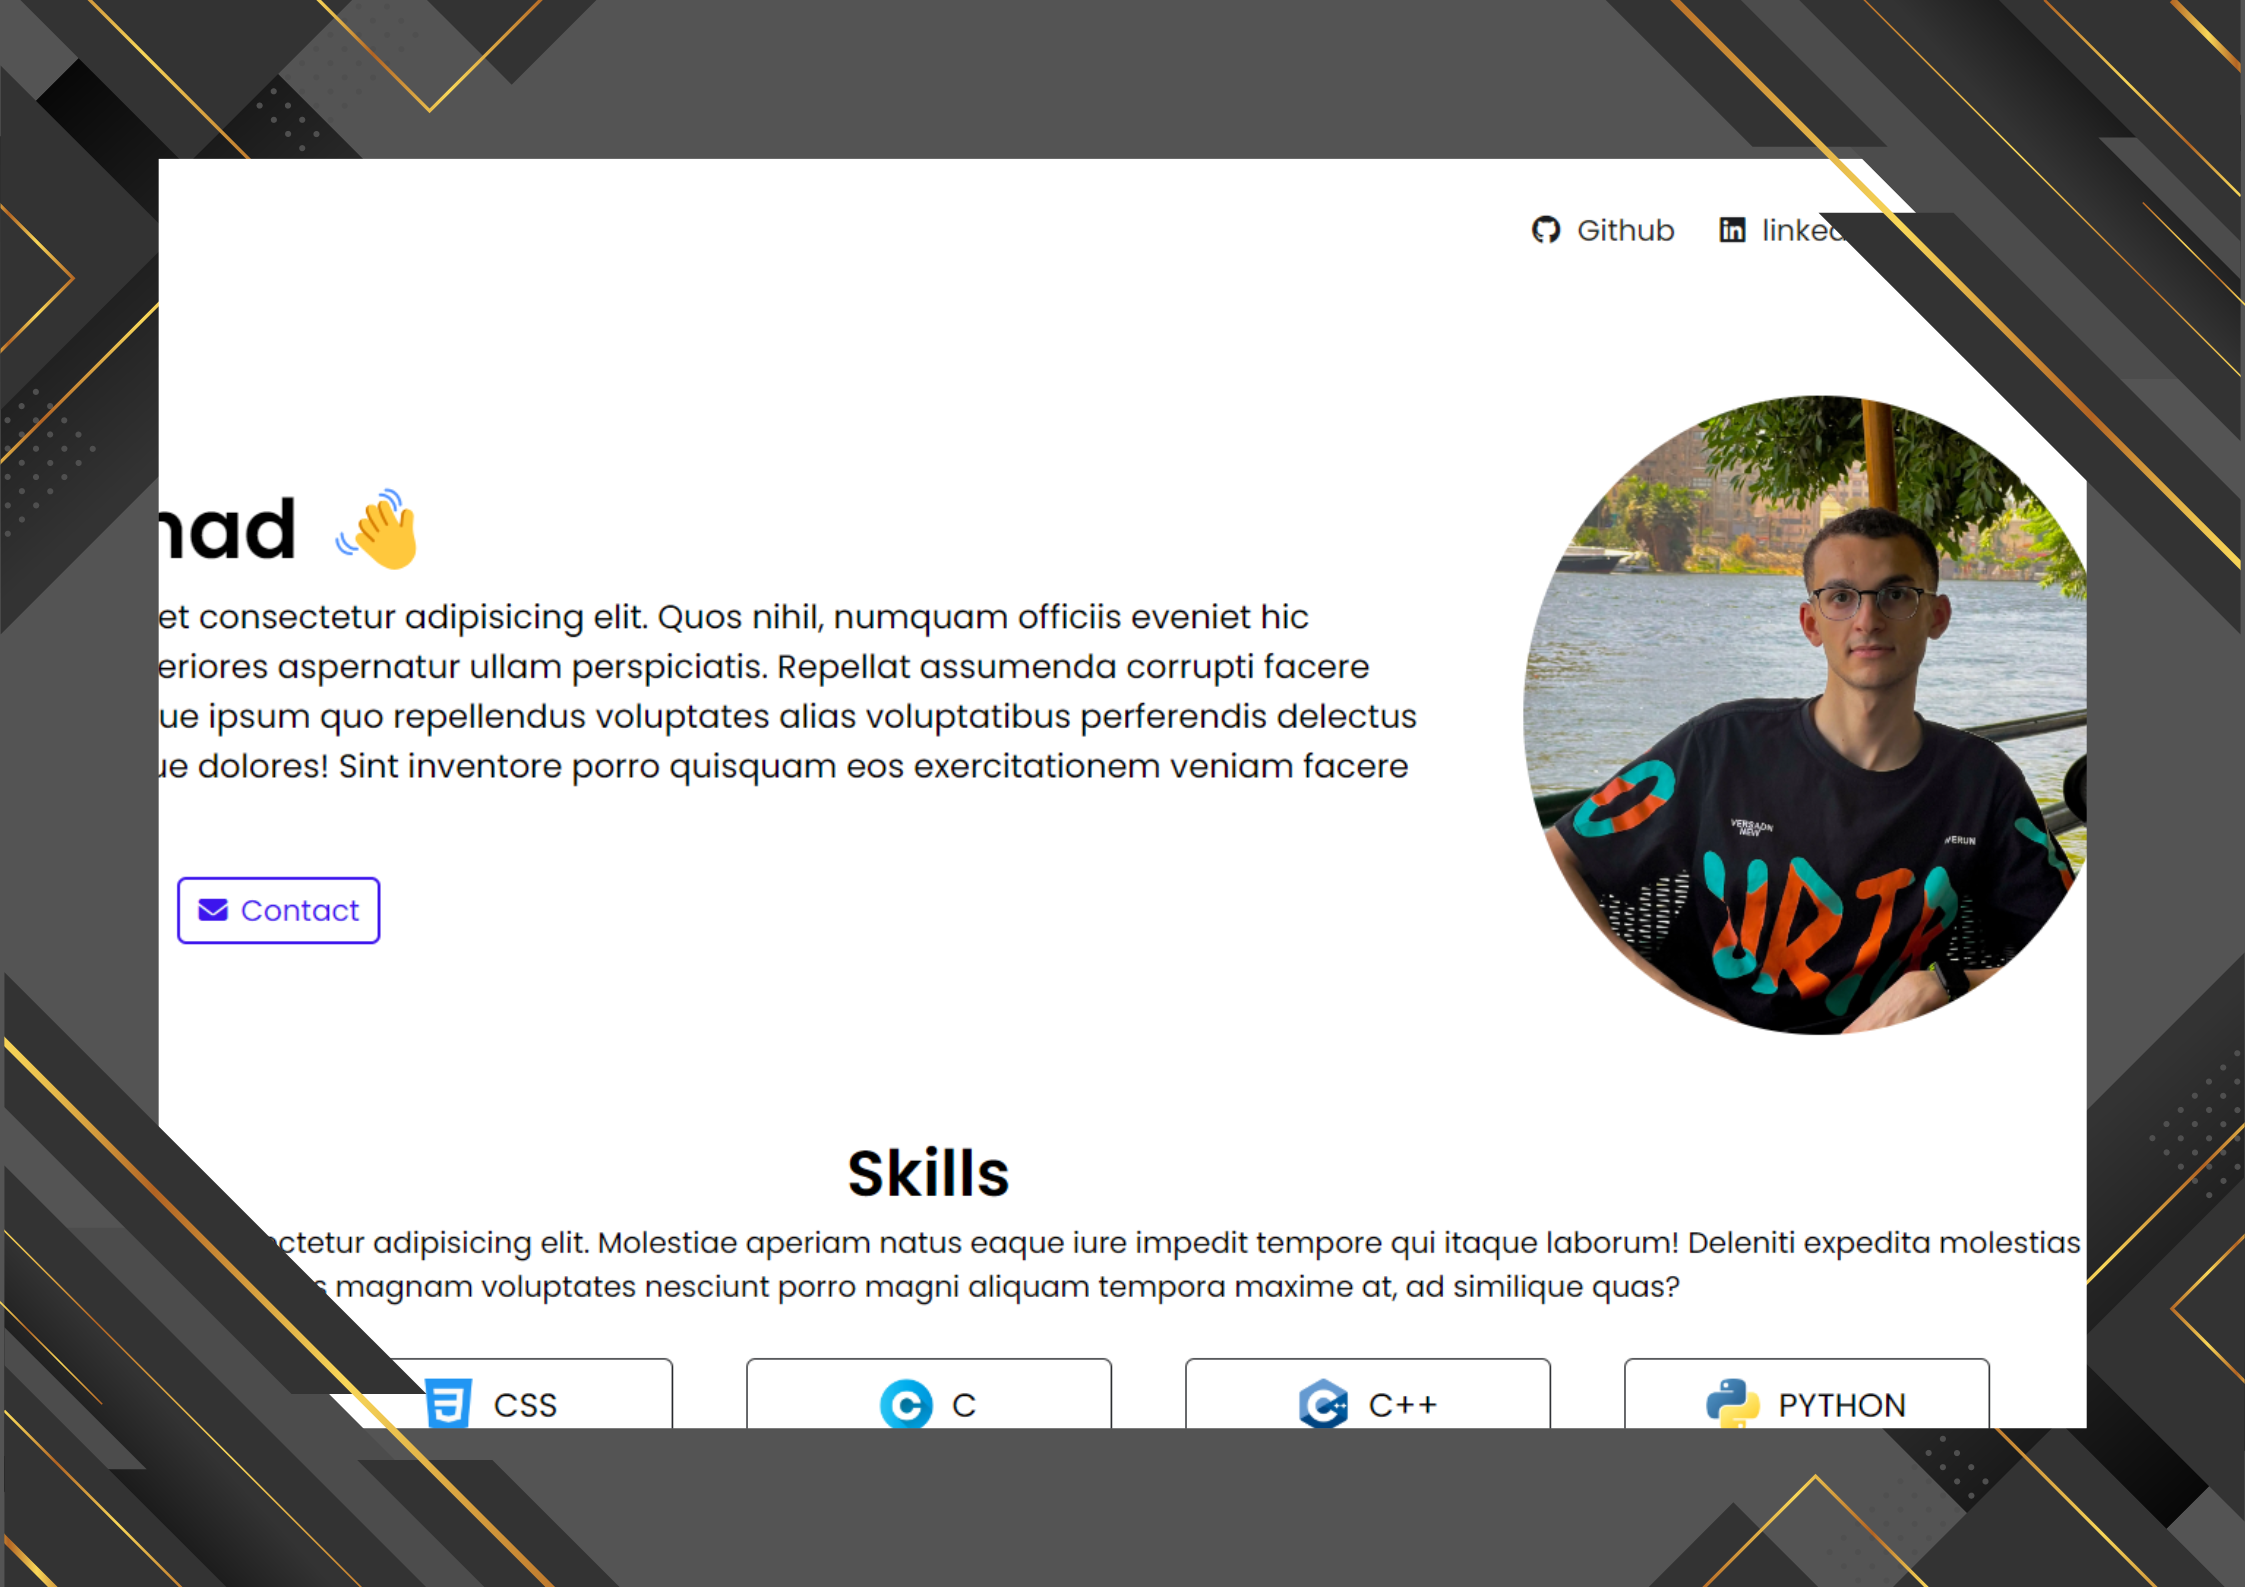 Github linked
nad
et consectetur adipisicing elit. Quos nihil, numquam officiis eveniet hic
eriores aspernatur ullam perspiciatis. Repellat assumenda corrupti facere
ue ipsum quo repellendus voluptates alias voluptatibus perferendis delectus
ue dolores! Sint inventore porro quisquam eos exercitationem veniam facere
VERSADN
NEW
VERUN
URTA
Contact
Skills
ctetur adipisicing elit. Molestiae aperiam natus eaque iure impedit tempore qui itaque laborum! Deleniti expedita molestias
s magnam voluptates nesciunt porro magni aliquam tempora maxime at, ad similique quas?
CSS C C++ PYTHON